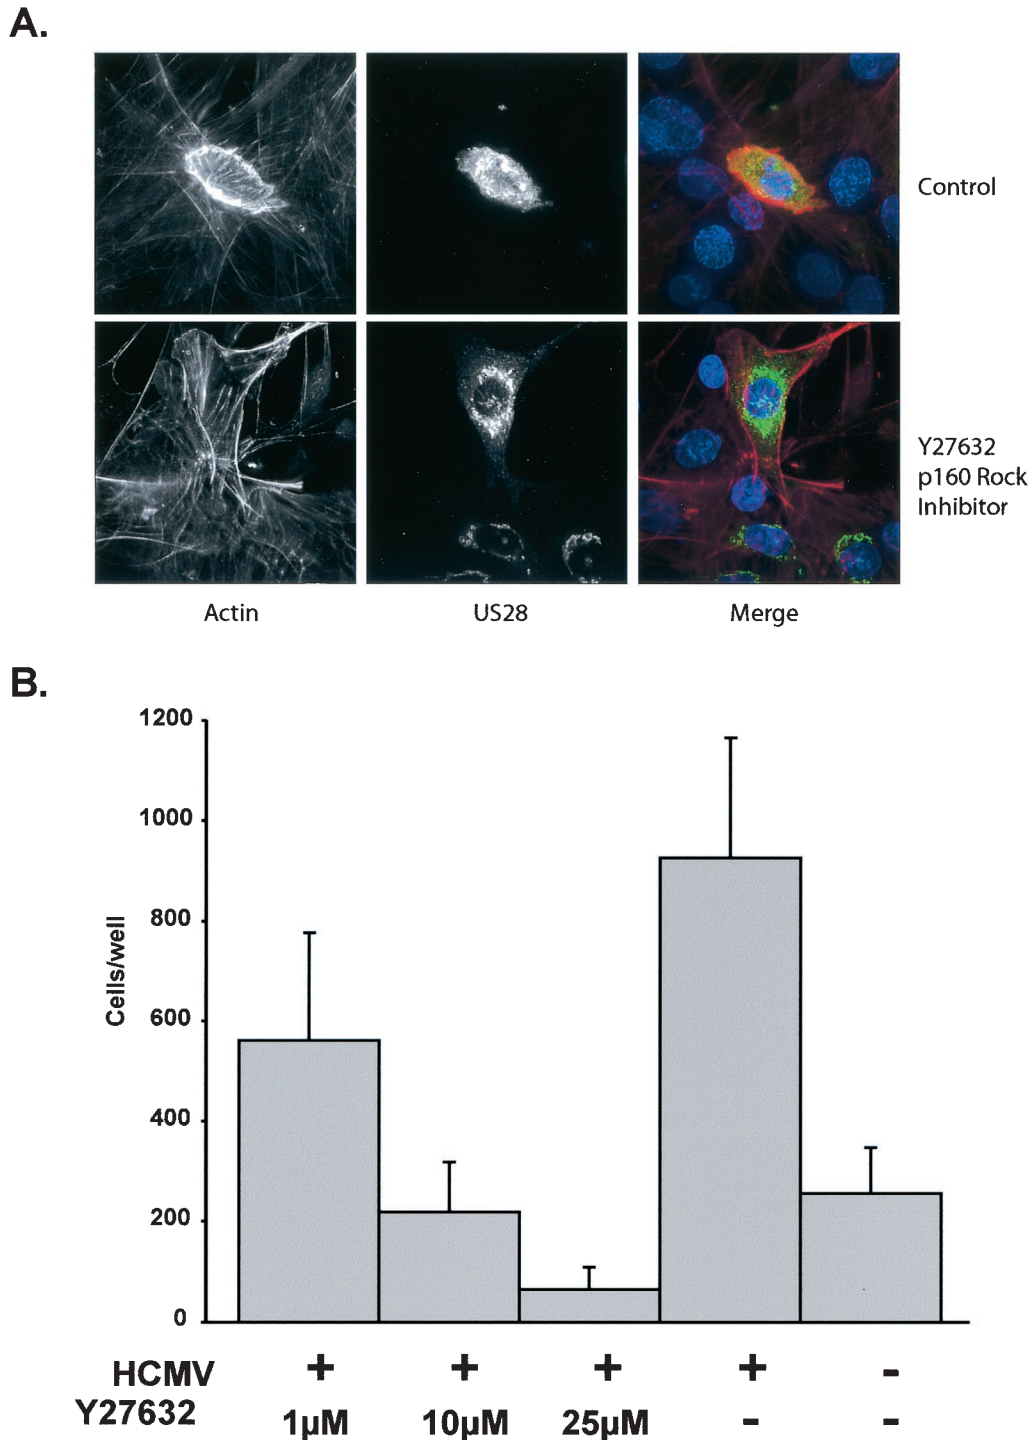 A.
Control
Y27632
p160 Rock
Inhibitor
Actin US28 Merge
B.
1200
1000
800
600
400
200
0
Cells/well
HCMV + + + + -
Y27632 1µM 10µM 25µM - -